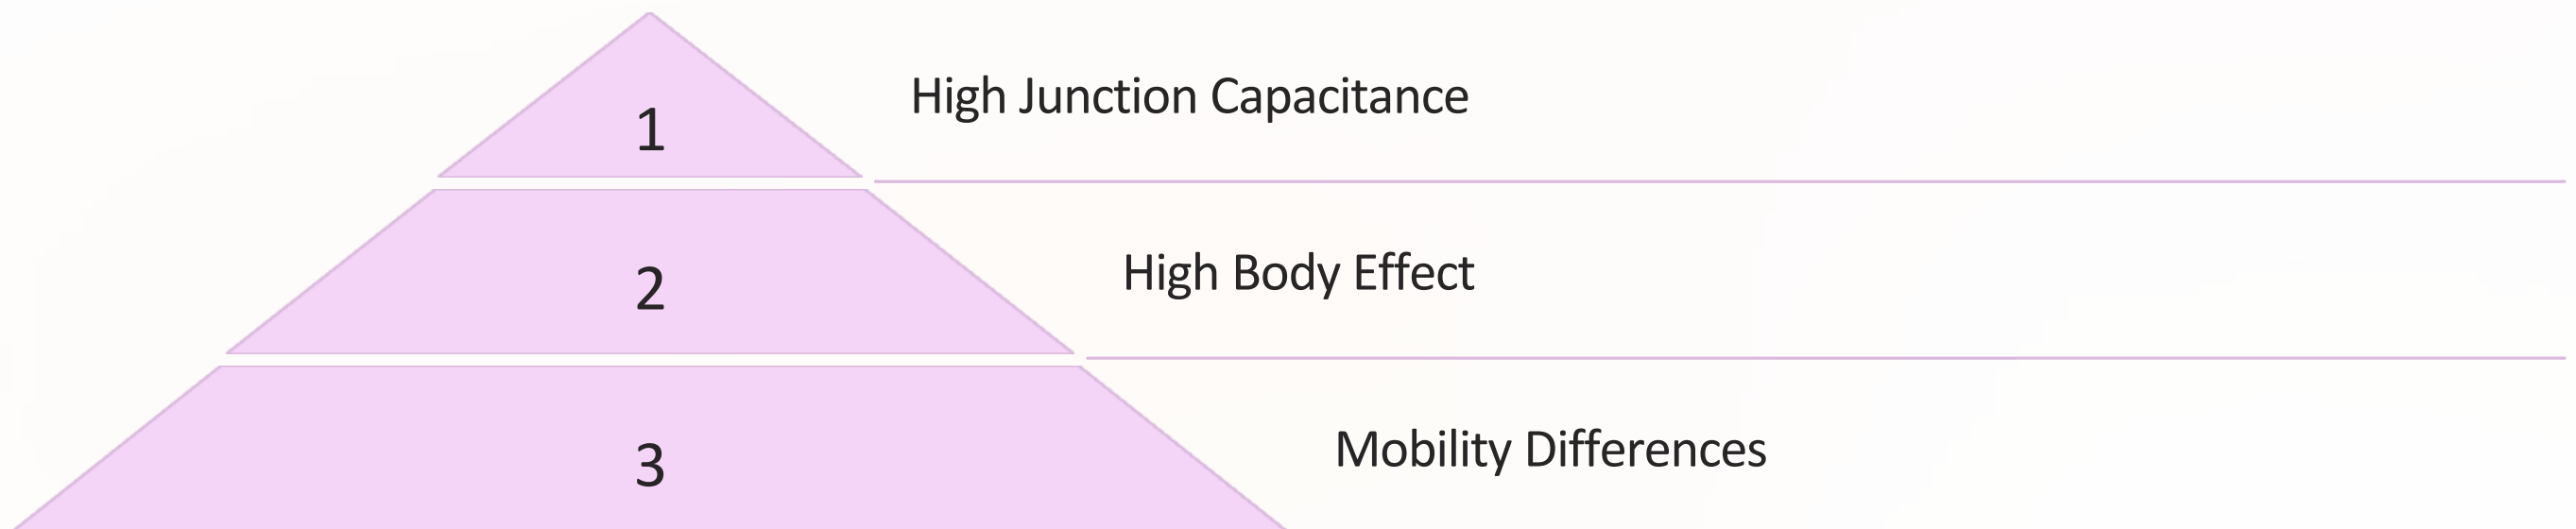 1
High Junction Capacitance
2
High Body Effect
3
Mobility Differences